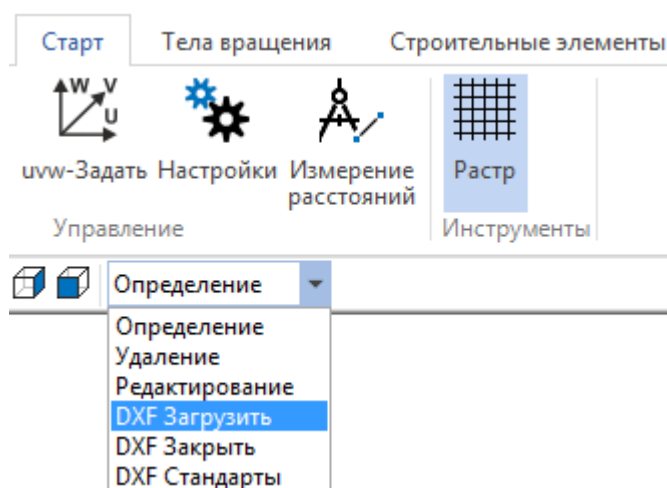 Старт Тела вращения Строительные элементы
W V
U
uvw-Задать Настройки Измерение расстояний Растр
Управление Инструменты
Определение
Определение
Удаление
Редактирование
DXF Загрузить
DXF Закрыть
DXF Стандарты